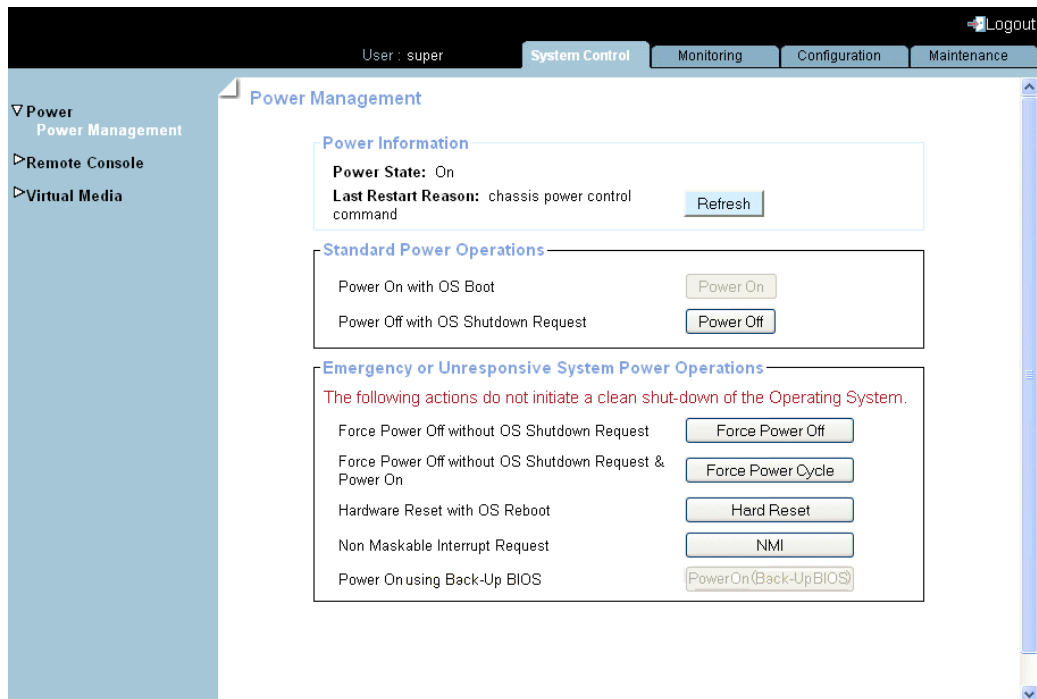 Logout
User : super
System Control
Monitoring
Configuration
Maintenance
Power
Power Management
Remote Console
Virtual Media
Power Management
Power Information
Power State: On
Last Restart Reason: chassis power control
command
Refresh
Standard Power Operations
Power On with OS Boot
Power On
Power Off with OS Shutdown Request
Power Off
Emergency or Unresponsive System Power Operations
The following actions do not initiate a clean shut-down of the Operating System.
Force Power Off without OS Shutdown Request
Force Power Off
Force Power Off without OS Shutdown Request &
Power On
Force Power Cycle
Hardware Reset with OS Reboot
Hard Reset
Non Maskable Interrupt Request
NMI
Power On using Back-Up BIOS
PowerOn(Back-UpBIOS)